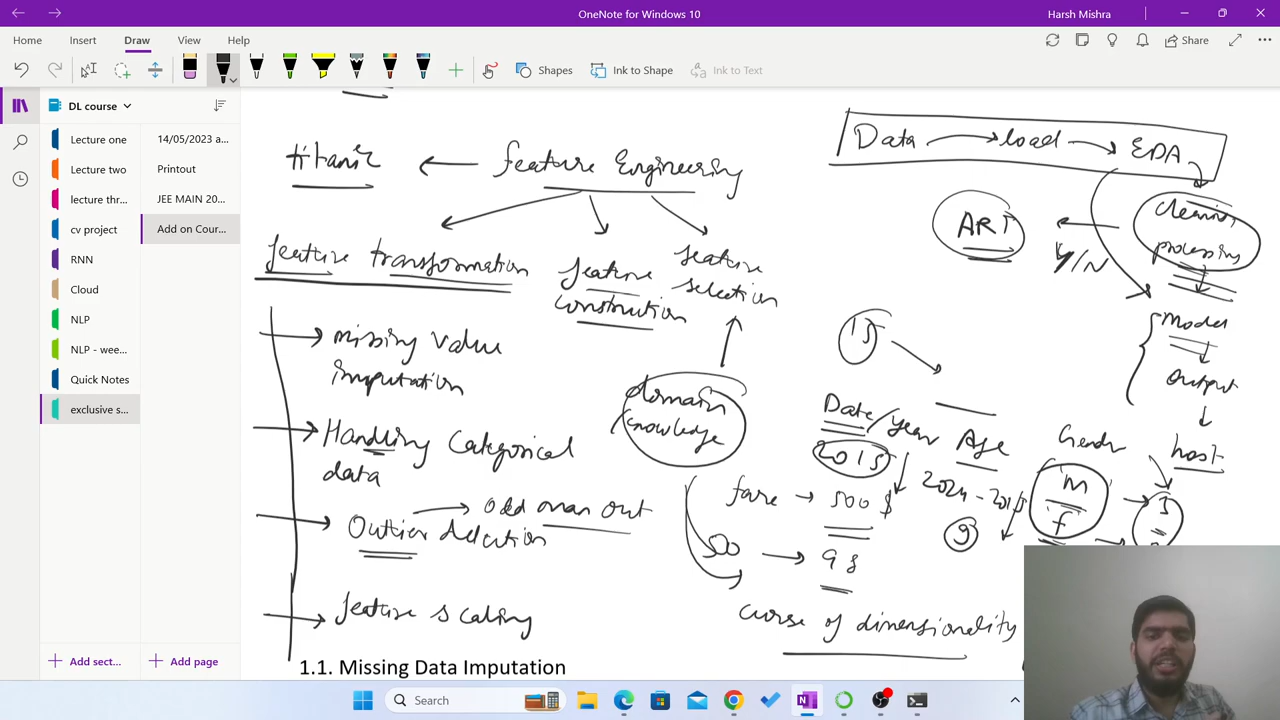 OneNote for Windows 10
Harsh Mishra
Home
Insert
Draw
View
Help
Share
Shapes
Ink to Shape
Ink to Text
DL course
Lecture one
Lecture two
lecture thr...
cv project
RNN
Cloud
NLP
NLP - wee...
Quick Notes
exclusive s...
14/05/2023 a...
Printout
JEE MAIN 20...
Add on Cour...
Add sect...
Add page
titanic
feature Engineering
feature transformation
feature
construction
feature
selection
missing value
imputation
Handling Categorical
data
Outlier detection
odd man out
feature scaling
domain
knowledge
Data
load
EDA
cleaning
processing
ART
Y/N
Model
output
host
15
Date/year
2015
Age
2024 - 2015
9
Gender
m
f
fare
500 $
500
curse of dimensionality
1.1. Missing Data Imputation
Search